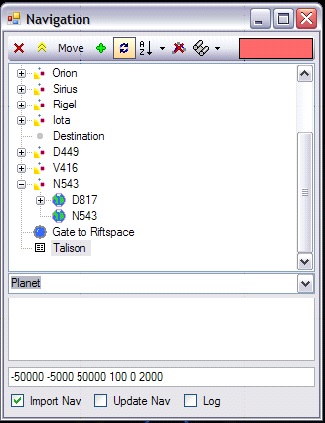 Navigation
Move
Orion
Sirius
Rigel
Iota
Destination
D449
V416
N543
D817
N543
Gate to Riftspace
Talison
Planet
-50000 -5000 50000 100 0 2000
Import Nav Update Nav Log